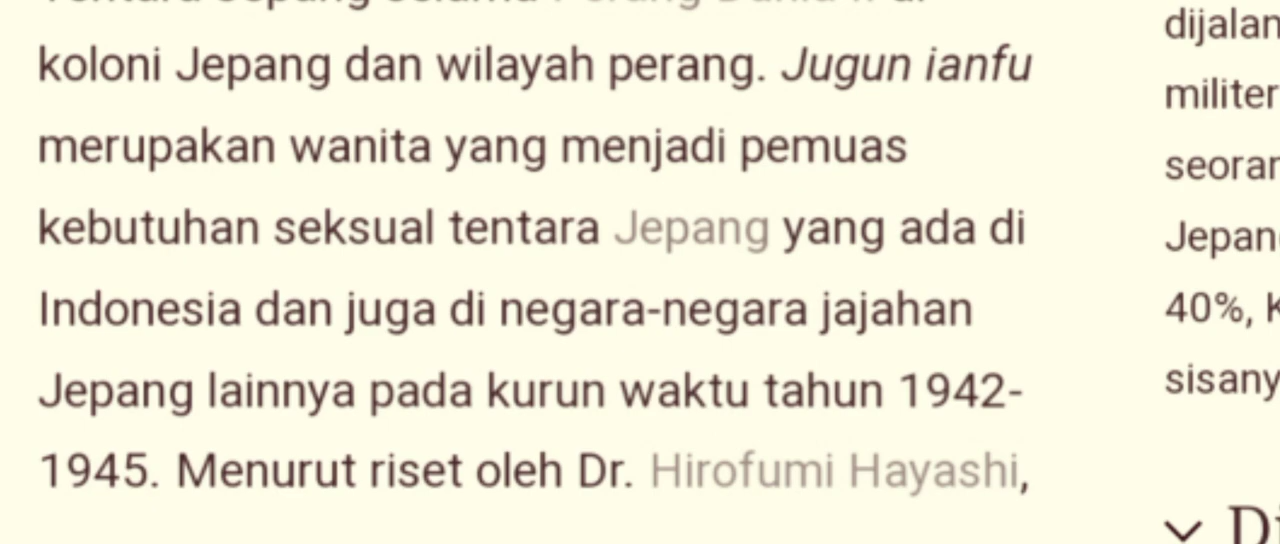 koloni Jepang dan wilayah perang. Jugun ianfu
merupakan wanita yang menjadi pemuas
kebutuhan seksual tentara Jepang yang ada di
Indonesia dan juga di negara-negara jajahan
Jepang lainnya pada kurun waktu tahun 1942-
1945. Menurut riset oleh Dr. Hirofumi Hayashi,
dijalan
militer
40%,